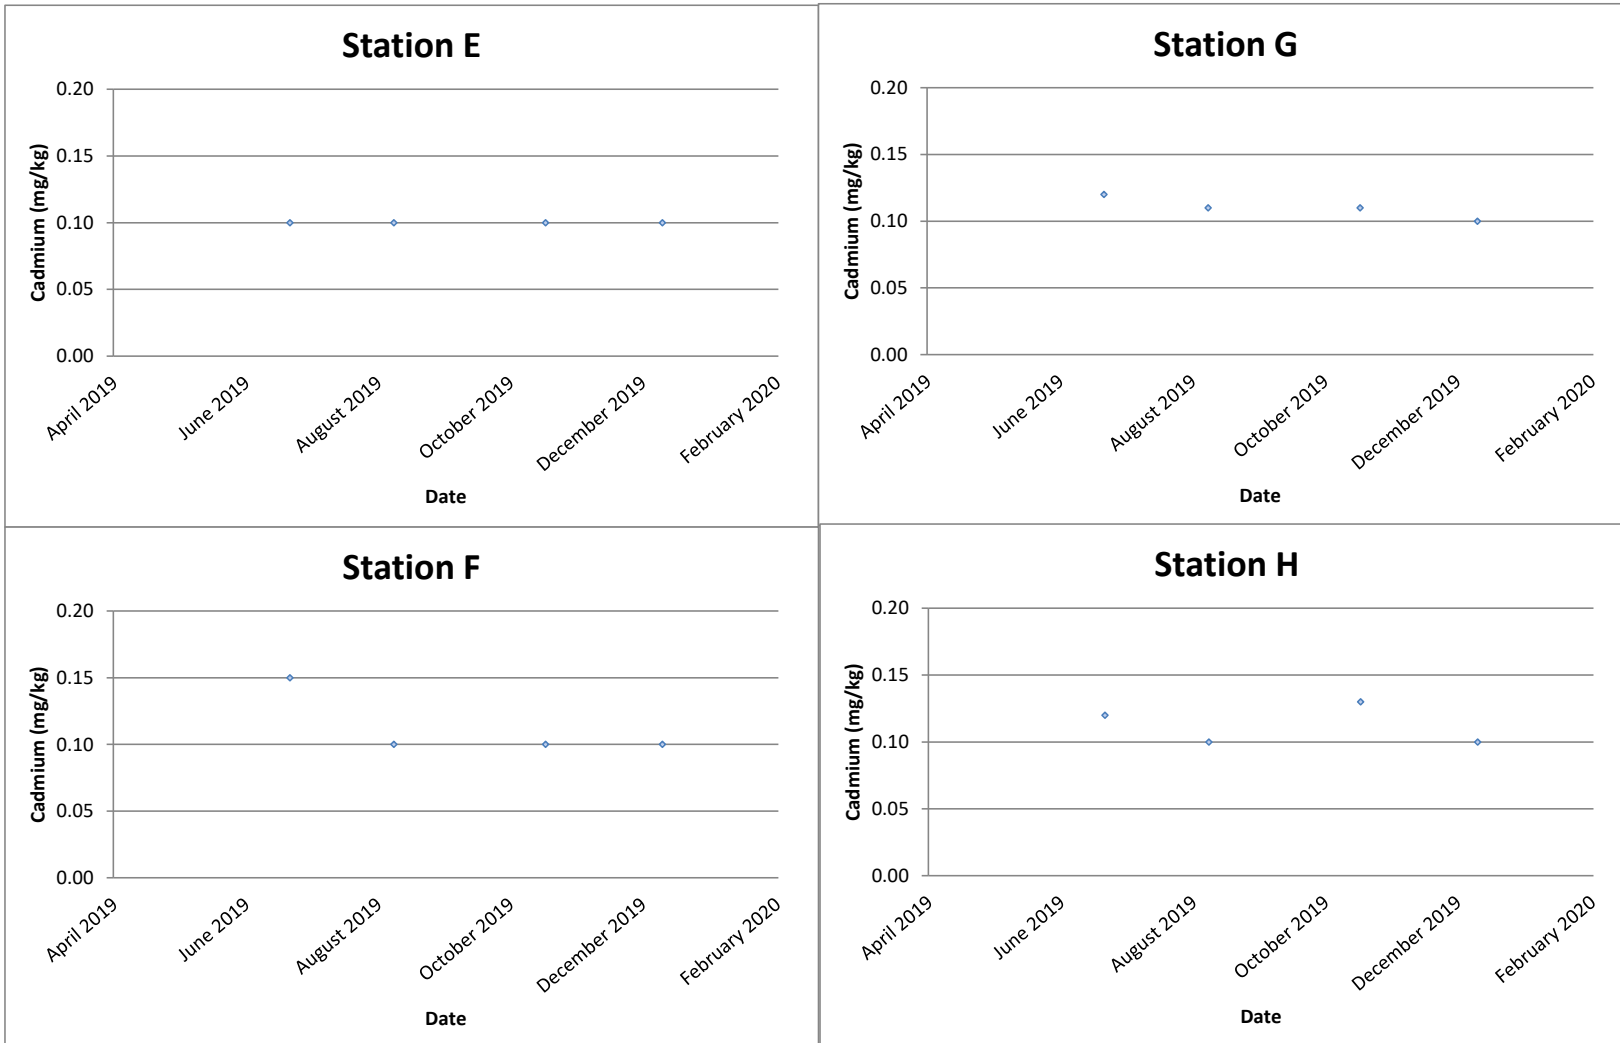 Station E
Cadmium (mg/kg)
0.20
0.15
0.10
0.05
0.00
April 2019
June 2019
August 2019
October 2019
December 2019
February 2020
Date
Station G
Cadmium (mg/kg)
0.20
0.15
0.10
0.05
0.00
April 2019
June 2019
August 2019
October 2019
December 2019
February 2020
Date
Station F
Cadmium (mg/kg)
0.20
0.15
0.10
0.05
0.00
April 2019
June 2019
August 2019
October 2019
December 2019
February 2020
Date
Station H
Cadmium (mg/kg)
0.20
0.15
0.10
0.05
0.00
April 2019
June 2019
August 2019
October 2019
December 2019
February 2020
Date